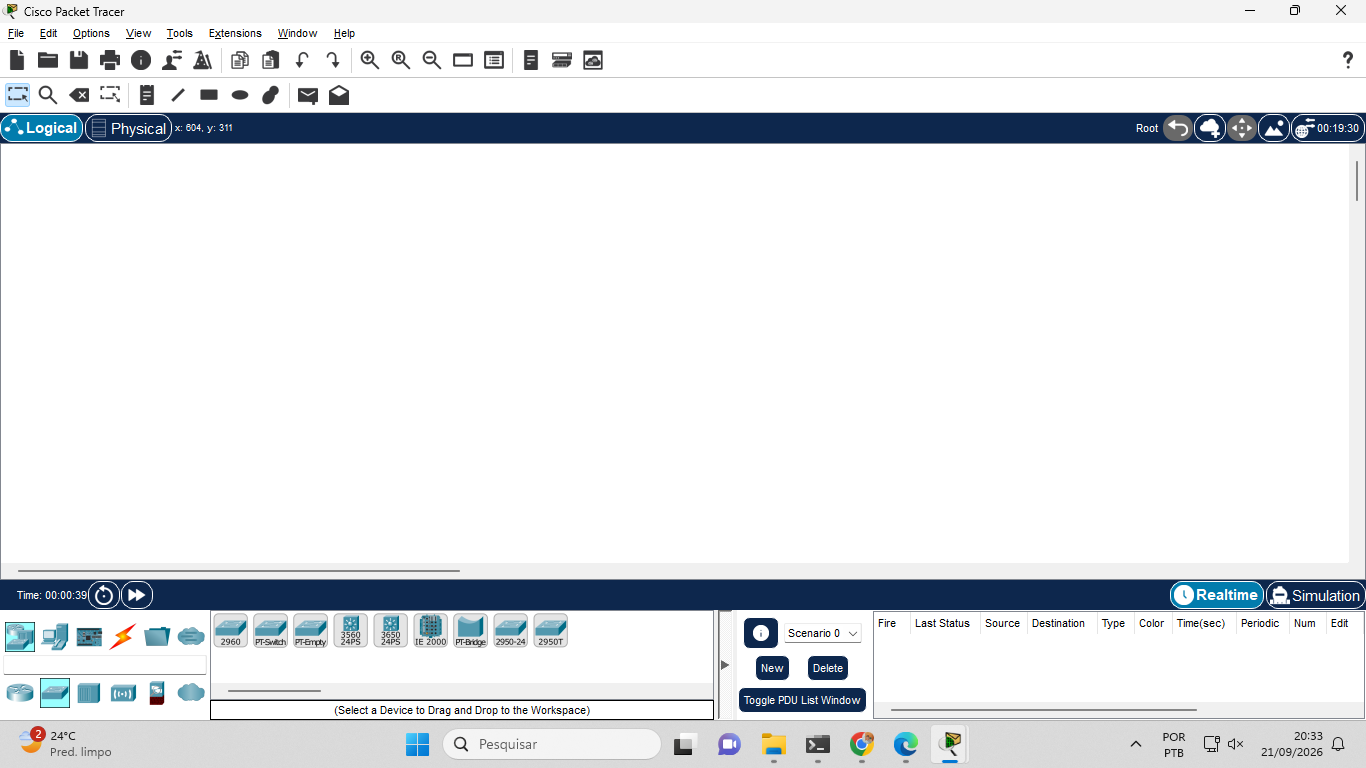 Cisco Packet Tracer
File Edit Options View Tools Extensions Window Help
Logical Physical x: 604, y: 311 Root 00:19:30
Time: 00:00:39 Realtime Simulation
2960 PT-Switch PT-Empty 3560 24PS 3650 24PS IE 2000 PT-Bridge 2950-24 2950T
(Select a Device to Drag and Drop to the Workspace)
Scenario 0
New Delete
Toggle PDU List Window
Fire Last Status Source Destination Type Color Time(sec) Periodic Num Edit
2 24°C
Pred. limpo
Pesquisar
POR
PTB
20:33
21/09/2026